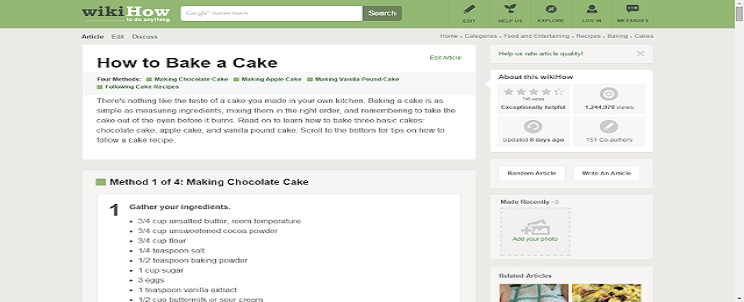 wikiHow
to do anything
Google™ Custom Search
Search
EDIT
HELP US
EXPLORE
LOG IN
MESSAGES
Article Edit Discuss
Home » Categories » Food and Entertaining » Recipes » Baking » Cakes
How to Bake a Cake
Edit Article
Four Methods: Making Chocolate Cake Making Apple Cake Making Vanilla Pound Cake
Following Cake Recipes
There's nothing like the taste of a cake you made in your own kitchen. Baking a cake is as
simple as measuring ingredients, mixing them in the right order, and remembering to take the
cake out of the oven before it burns. Read on to learn how to bake three basic cakes:
chocolate cake, apple cake, and vanilla pound cake. Scroll to the bottom for tips on how to
follow a cake recipe.
Method 1 of 4: Making Chocolate Cake
1
Gather your ingredients.
• 3/4 cup unsalted butter, room temperature
• 3/4 cup unsweetened cocoa powder
• 3/4 cup flour
• 1/4 teaspoon salt
• 1/2 teaspoon baking powder
• 1 cup sugar
• 3 eggs
• 1 teaspoon vanilla extract
• 1/2 cup buttermilk or sour cream
Help us rate article quality!
About this wikiHow
Exceptionally helpful
1,244,978 views
Updated 8 days ago
151 Co-authors
Random Article
Write An Article
Made Recently - 0
Add your photo
Related Articles